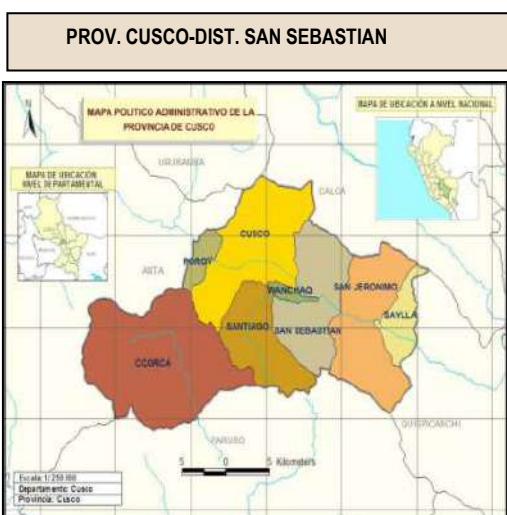 PROV. CUSCO-DIST. SAN SEBASTIAN
N
MAPA POLITICO ADMINISTRATIVO DE LA
PROVINCIA DE CUSCO
MAPA DE UBICACIÓN A NIVEL NACIONAL
MAPA DE UBICACIÓN
NIVEL DEPARTAMENTAL
URUBAMBA
CALCA
CUSCO
POROY
ANTA
WANCHAQ
SAN JERONIMO
SAYLLA
SANTIAGO
SAN SEBASTIAN
CCORCA
QUISPICANCHI
PARURO
5 0 5 Kilometers
Escala: 1/250.000
Departamento: Cusco
Provincia: Cusco